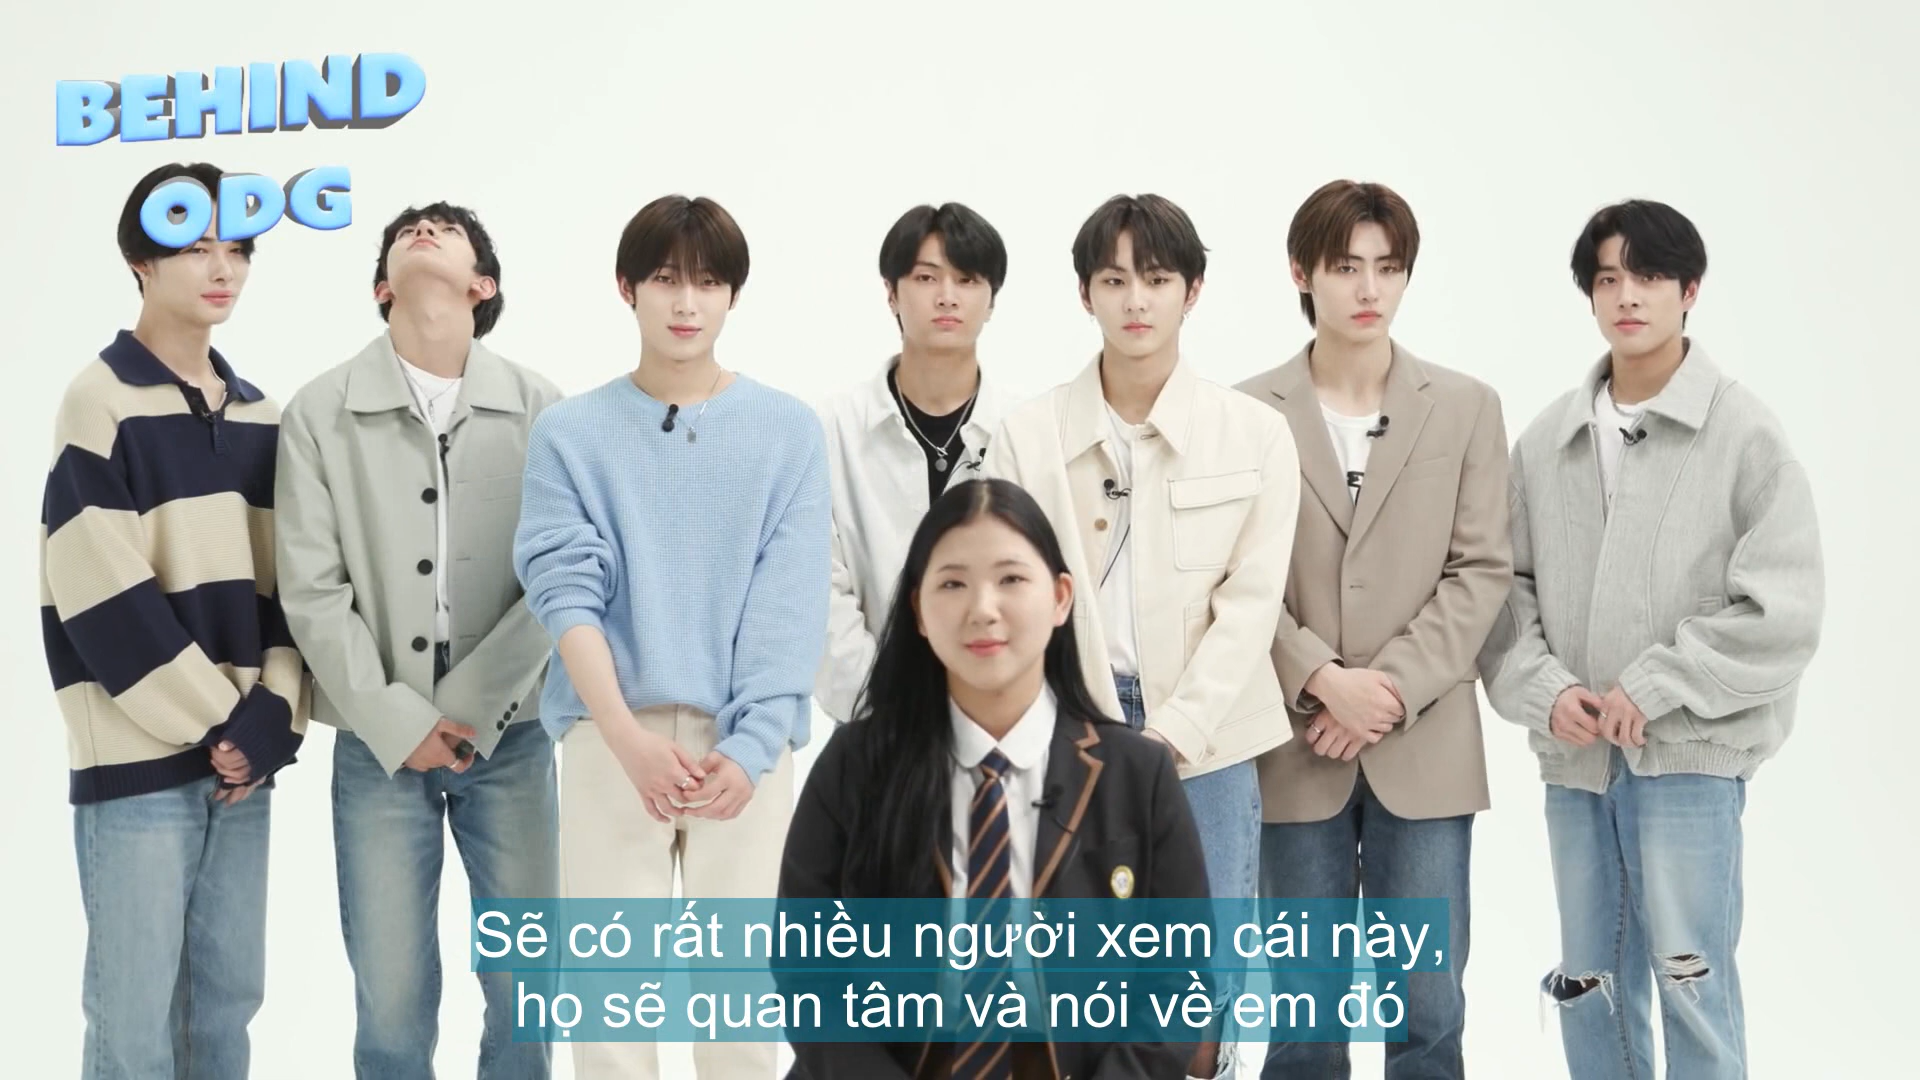 BEHIND
ODG
Sẽ có rất nhiều người xem cái này,
họ sẽ quan tâm và nói về em đó